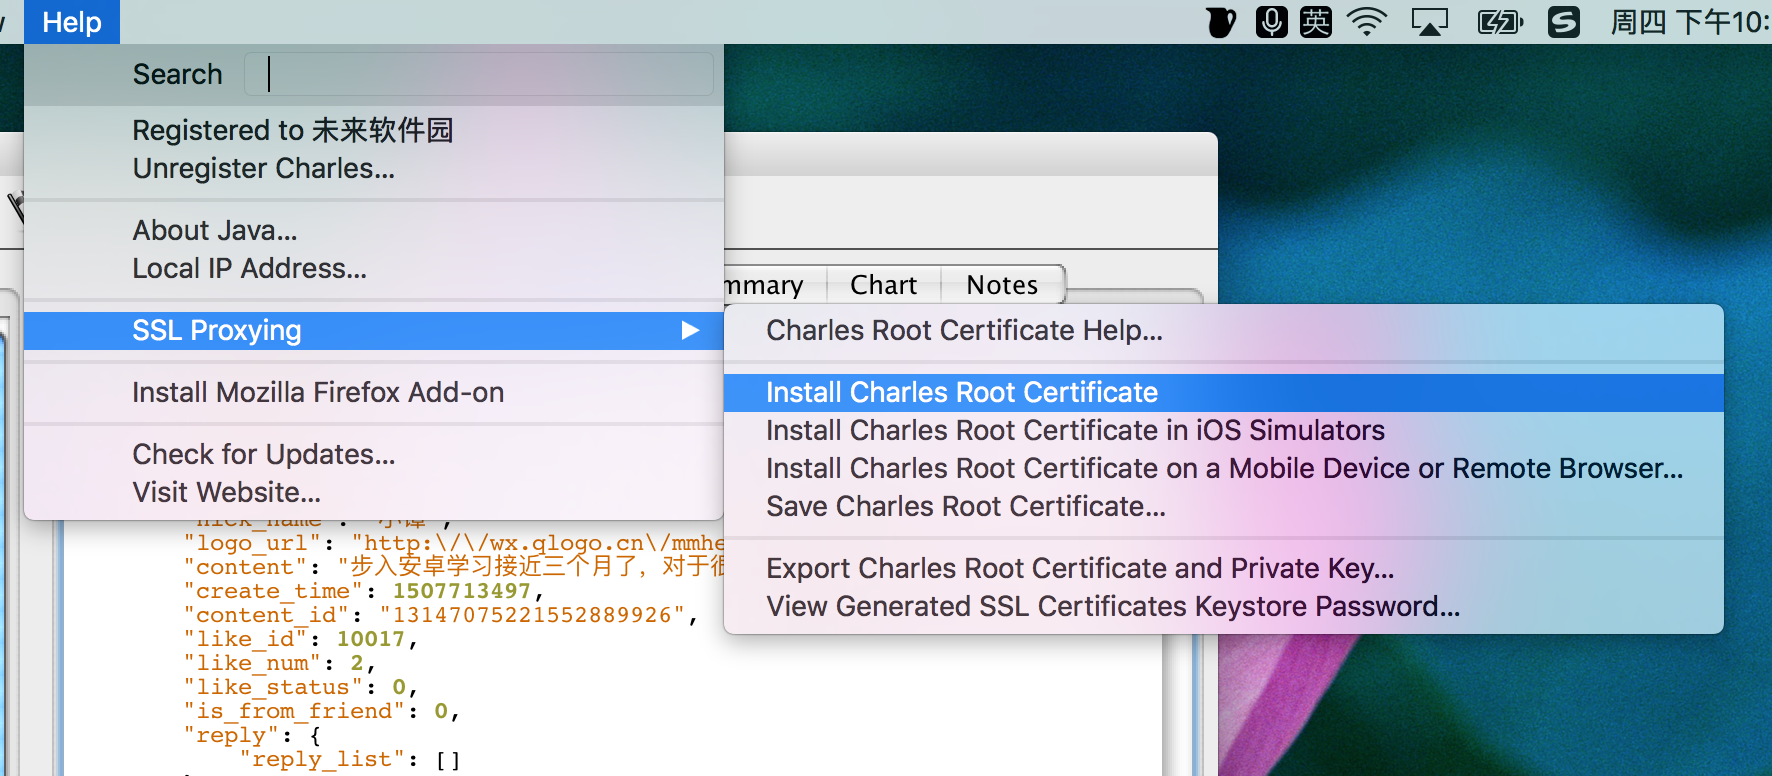 Help
英
周四 下午10:
Search
Registered to 未来软件园
Unregister Charles...
About Java...
Local IP Address...
SSL Proxying
Install Mozilla Firefox Add-on
Check for Updates...
Visit Website...
mmary Chart Notes
Charles Root Certificate Help...
Install Charles Root Certificate
Install Charles Root Certificate in iOS Simulators
Install Charles Root Certificate on a Mobile Device or Remote Browser...
Save Charles Root Certificate...
Export Charles Root Certificate and Private Key...
View Generated SSL Certificates Keystore Password...
"nick_name": "小谭",
"logo_url": "http:\/\/wx.qlogo.cn\/mmhe
"content": "步入安卓学习接近三个月了，对于很
"create_time": 1507713497,
"content_id": "13147075221552889926",
"like_id": 10017,
"like_num": 2,
"like_status": 0,
"is_from_friend": 0,
"reply": {
"reply_list": []